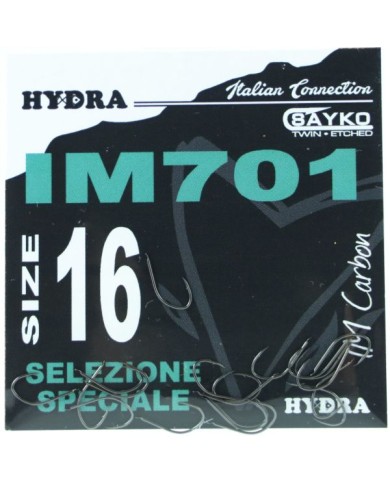 HYDRA
Italian Connection
SAYKO
TWIN - ETCHED
IM701
SIZE
16
IM Carbon
SELEZIONE
SPECIALE
HYDRA